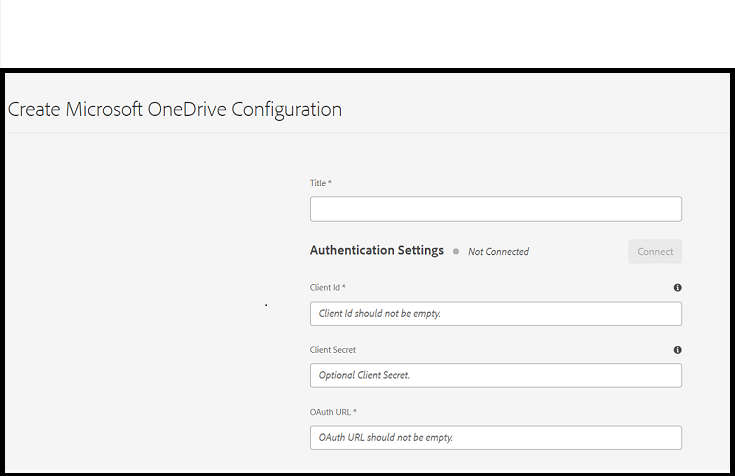 Create Microsoft OneDrive Configuration
Title *
Authentication Settings Not Connected Connect
Client Id *
Client Id should not be empty.
Client Secret
Optional Client Secret.
OAuth URL *
OAuth URL should not be empty.